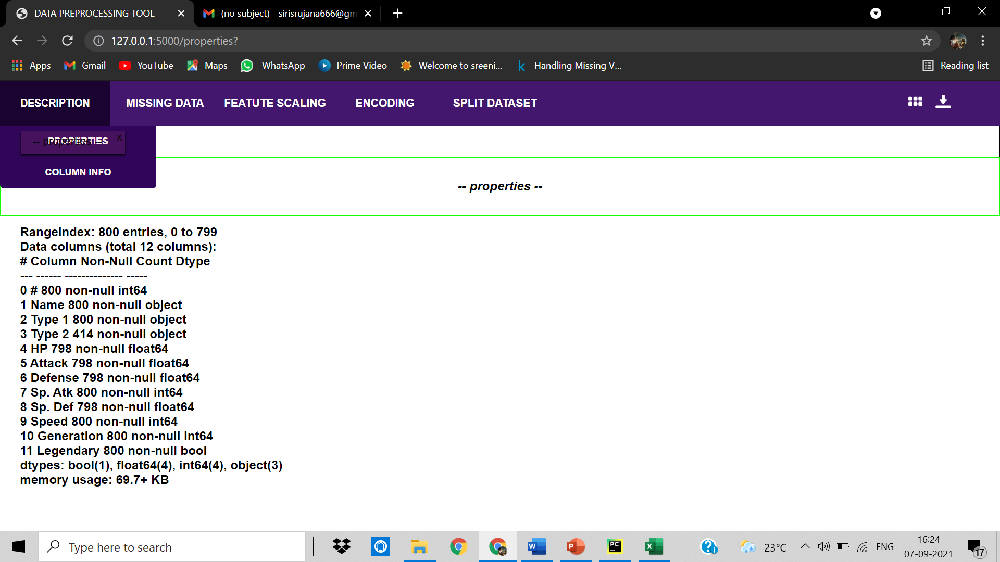 DATA PREPROCESSING TOOL
(no subject) - sirisrujana666@gm
127.0.0.1:5000/properties?
Apps Gmail YouTube Maps WhatsApp Prime Video Welcome to sreeni... Handling Missing V... Reading list
DESCRIPTION MISSING DATA FEATUTE SCALING ENCODING SPLIT DATASET
-- properties -- x
PROPERTIES
COLUMN INFO
-- properties --
RangeIndex: 800 entries, 0 to 799
Data columns (total 12 columns):
# Column Non-Null Count Dtype
--- ------ -------------- -----
0 # 800 non-null int64
1 Name 800 non-null object
2 Type 1 800 non-null object
3 Type 2 414 non-null object
4 HP 798 non-null float64
5 Attack 798 non-null float64
6 Defense 798 non-null float64
7 Sp. Atk 800 non-null int64
8 Sp. Def 798 non-null float64
9 Speed 800 non-null int64
10 Generation 800 non-null int64
11 Legendary 800 non-null bool
dtypes: bool(1), float64(4), int64(4), object(3)
memory usage: 69.7+ KB
Type here to search
W P PC X
23°C ENG
16:24
07-09-2021
17